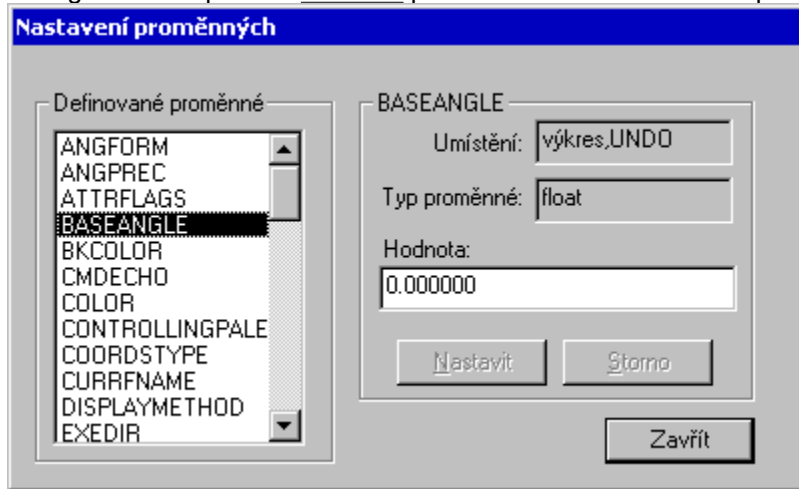 Nastavení proměnných
Definované proměnné
ANGFORM
ANGPREC
ATTRFLAGS
BASEANGLE
BKCOLOR
CMDECHO
COLOR
CONTROLLINGPALE
COORDSTYPE
CURRFNAME
DISPLAYMETHOD
EXEDIR
BASEANGLE
Umístění: výkres,UNDO
Typ proměnné: float
Hodnota:
0.000000
Nastavit Storno
Zavřít